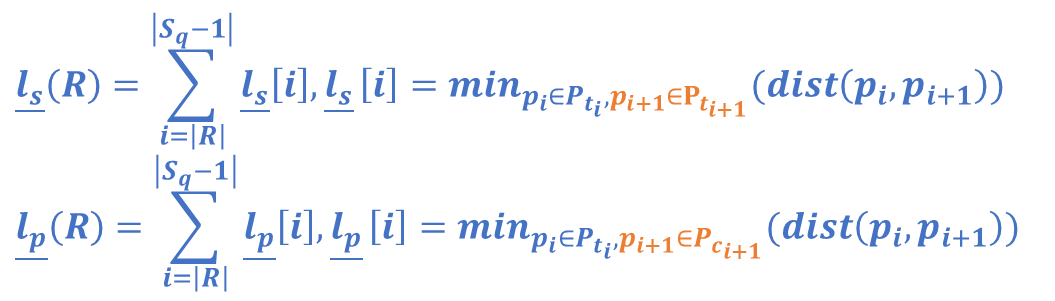 l_s(R) = ∑_{i=|R|}^{|S_q−1|} l_s[i], l_s[i] = min_{p_i∈P_{t_i}, p_{i+1}∈P_{t_{i+1}}}(dist(p_i, p_{i+1}))
l_p(R) = ∑_{i=|R|}^{|S_q−1|} l_p[i], l_p[i] = min_{p_i∈P_{t_i}, p_{i+1}∈P_{c_{i+1}}}(dist(p_i, p_{i+1}))